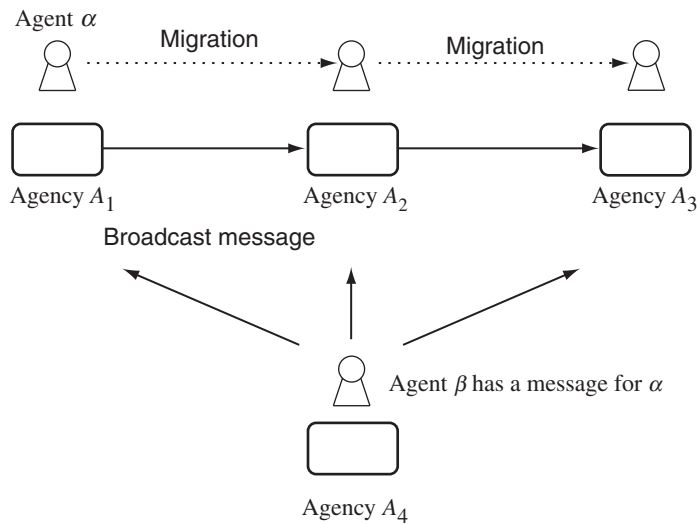 Agent α
Migration
Migration
Agency A1
Agency A2
Agency A3
Broadcast message
Agent β has a message for α
Agency A4